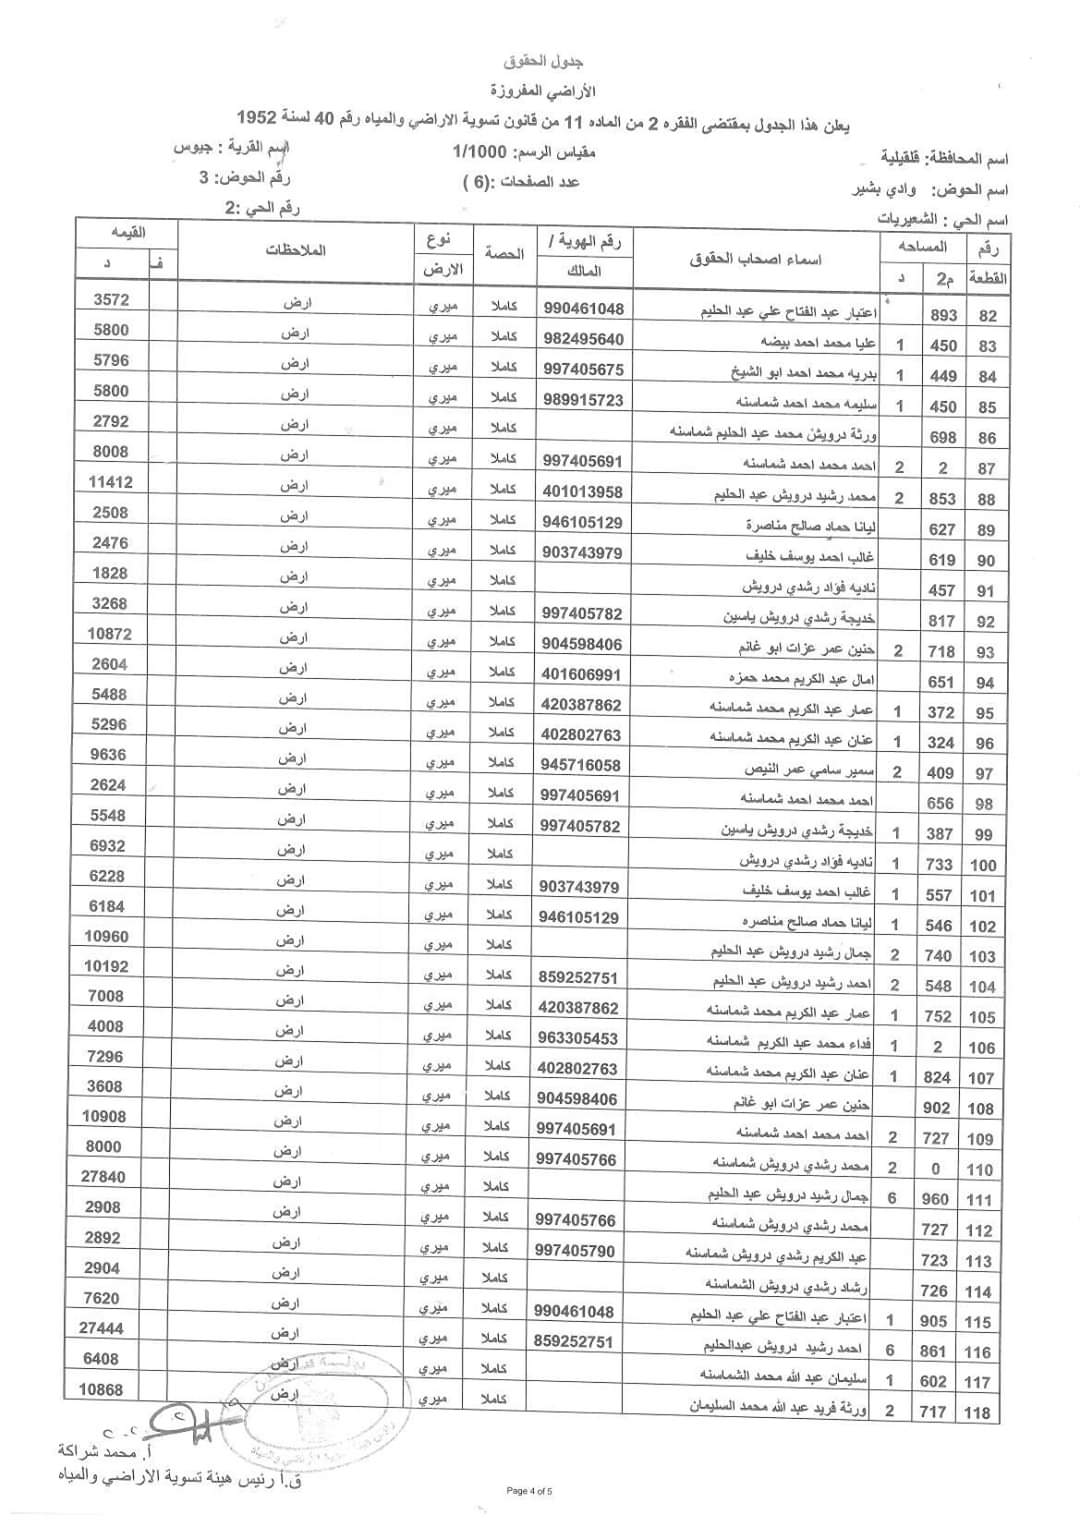 جدول الحقوق
الأراضي المفروزة
يعلن هذا الجدول بمقتضى الفقره 2 من الماده 11 من قانون تسوية الاراضي والمياه رقم 40 لسنة 1952
اسم المحافظة: قلقيلية مقياس الرسم: 1/1000 اسم القرية : جيوس
اسم الحوض: وادي بشير عدد الصفحات :(6 ) رقم الحوض: 3
اسم الحي : الشعيريات رقم الحي :2
رقم القطعة المساحه م2 د اسماء اصحاب الحقوق رقم الهوية / المالك الحصة نوع الارض الملاحظات القيمه ف د
82 893 اعتبار عبد الفتاح علي عبد الحليم 990461048 كاملا ميري ارض 3572
83 450 1 عليا محمد احمد بيضه 982495640 كاملا ميري ارض 5800
84 449 1 بدريه محمد احمد ابو الشيخ 997405675 كاملا ميري ارض 5796
85 450 1 سليمه محمد احمد شماسنه 989915723 كاملا ميري ارض 5800
86 698 ورثة درويش محمد عبد الحليم شماسنه كاملا ميري ارض 2792
87 2 2 احمد محمد احمد شماسنه 997405691 كاملا ميري ارض 8008
88 853 2 محمد رشيد درويش عبد الحليم 401013958 كاملا ميري ارض 11412
89 627 ليانا حماد صالح مناصرة 946105129 كاملا ميري ارض 2508
90 619 غالب احمد يوسف خليف 903743979 كاملا ميري ارض 2476
91 457 ناديه فؤاد رشدي درويش كاملا ميري ارض 1828
92 817 خديجة رشدي درويش ياسين 997405782 كاملا ميري ارض 3268
93 718 2 حنين عمر عزات ابو غانم 904598406 كاملا ميري ارض 10872
94 651 امال عبد الكريم محمد حمزه 401606991 كاملا ميري ارض 2604
95 372 1 عمار عبد الكريم محمد شماسنه 420387862 كاملا ميري ارض 5488
96 324 1 عنان عبد الكريم محمد شماسنه 402802763 كاملا ميري ارض 5296
97 409 2 سمير سامي عمر النيص 945716058 كاملا ميري ارض 9636
98 656 احمد محمد احمد شماسنه 997405691 كاملا ميري ارض 2624
99 387 1 خديجة رشدي درويش ياسين 997405782 كاملا ميري ارض 5548
100 733 1 ناديه فؤاد رشدي درويش كاملا ميري ارض 6932
101 557 1 غالب احمد يوسف خليف 903743979 كاملا ميري ارض 6228
102 546 1 ليانا حماد صالح مناصره 946105129 كاملا ميري ارض 6184
103 740 2 جمال رشيد درويش عبد الحليم كاملا ميري ارض 10960
104 548 2 احمد رشيد درويش عبد الحليم 859252751 كاملا ميري ارض 10192
105 752 1 عمار عبد الكريم محمد شماسنه 420387862 كاملا ميري ارض 7008
106 2 1 فداء محمد عبد الكريم شماسنه 963305453 كاملا ميري ارض 4008
107 824 1 عنان عبد الكريم محمد شماسنه 402802763 كاملا ميري ارض 7296
108 902 حنين عمر عزات ابو غانم 904598406 كاملا ميري ارض 3608
109 727 2 احمد محمد احمد شماسنه 997405691 كاملا ميري ارض 10908
110 0 2 محمد رشدي درويش شماسنه 997405766 كاملا ميري ارض 8000
111 960 6 جمال رشيد درويش عبد الحليم كاملا ميري ارض 27840
112 727 محمد رشدي درويش شماسنه 997405766 كاملا ميري ارض 2908
113 723 عبد الكريم رشدي درويش شماسنه 997405790 كاملا ميري ارض 2892
114 726 رشاد رشدي درويش الشماسنه كاملا ميري ارض 2904
115 905 1 اعتبار عبد الفتاح علي عبد الحليم 990461048 كاملا ميري ارض 7620
116 861 6 احمد رشيد درويش عبدالحليم 859252751 كاملا ميري ارض 27444
117 602 1 سليمان عبد الله محمد الشماسنه كاملا ميري ارض 6408
118 717 2 ورثة فريد عبد الله محمد السليمان كاملا ميري ارض 10868
أ. محمد شراكة
ق.أ رئيس هيئة تسوية الاراضي والمياه
Page 4 of 5